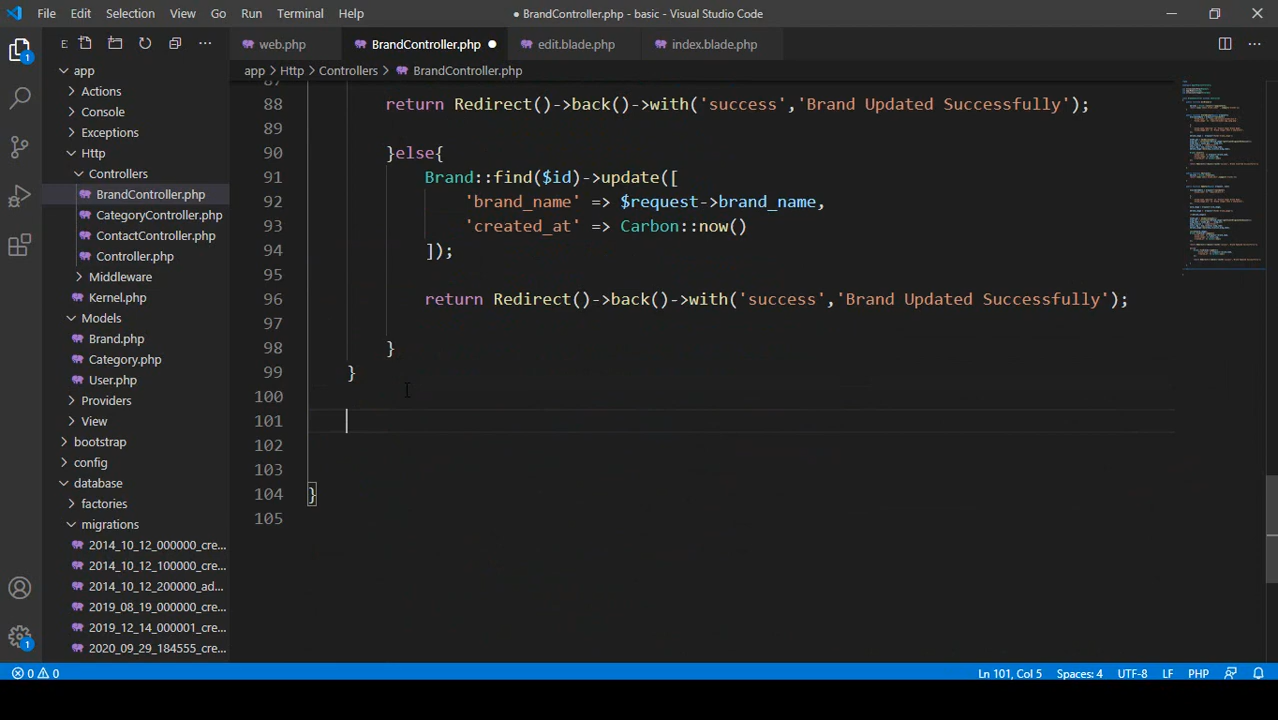 File Edit Selection View Go Run Terminal Help
● BrandController.php - basic - Visual Studio Code
E
web.php
BrandController.php ●
edit.blade.php
index.blade.php
app > Http > Controllers > BrandController.php
app
Actions
Console
Exceptions
Http
Controllers
BrandController.php
CategoryController.php
ContactController.php
Controller.php
Middleware
Kernel.php
Models
Brand.php
Category.php
User.php
Providers
View
bootstrap
config
database
factories
migrations
2014_10_12_000000_cre...
2014_10_12_100000_cre...
2014_10_12_200000_ad...
2019_08_19_000000_cre...
2019_12_14_000001_cre...
2020_09_29_184555_cre...
1
1
87
88 return Redirect()->back()->with('success','Brand Updated Successfully');
89
90 }else{
91 Brand::find($id)->update([
92 'brand_name' => $request->brand_name,
93 'created_at' => Carbon::now()
94 ]);
95
96 return Redirect()->back()->with('success','Brand Updated Successfully');
97
98 }
99 }
100
101
102
103
104 }
105
0 0
Ln 101, Col 5 Spaces: 4 UTF-8 LF PHP